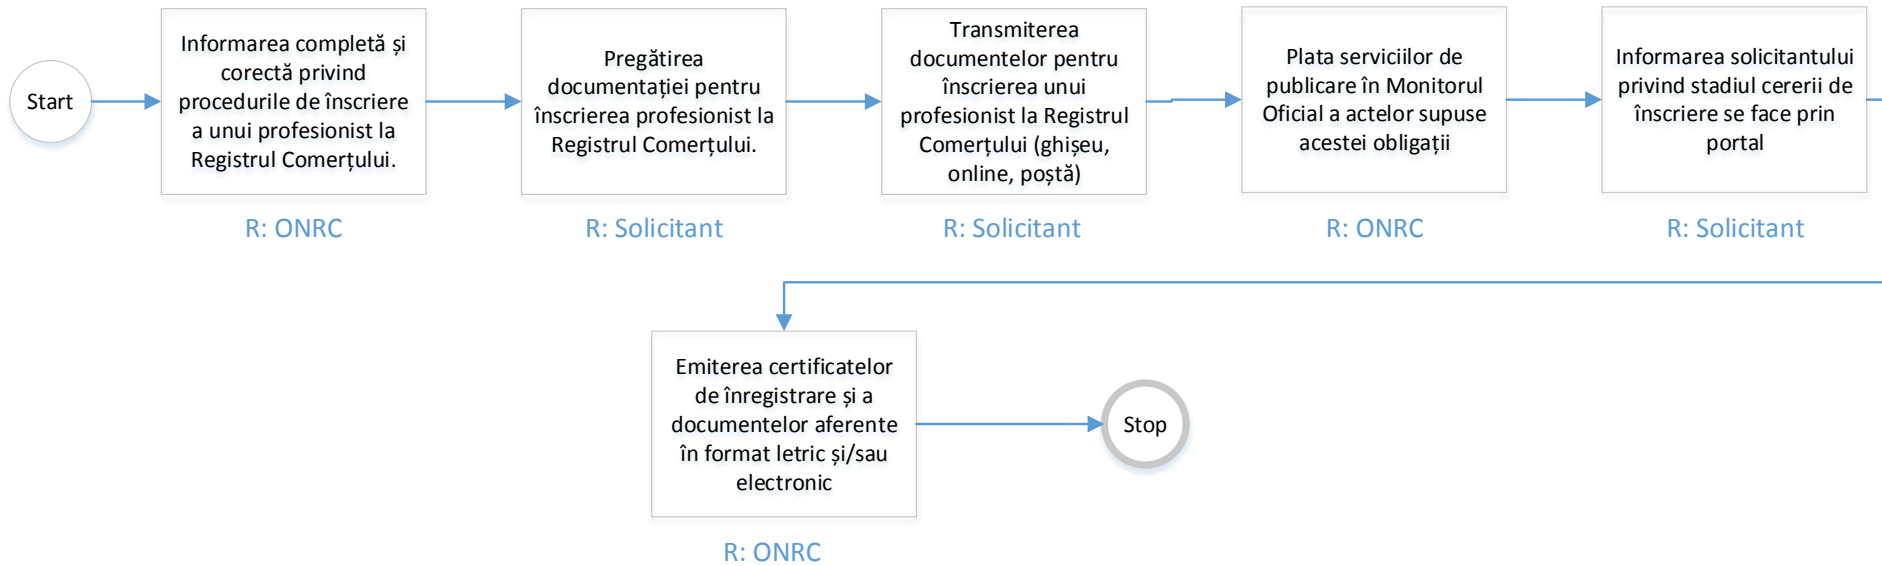 Start
Informarea completă și
corectă privind
procedurile de înscriere
a unui profesionist la
Registrul Comerțului.
R: ONRC
Pregătirea
documentației pentru
înscrierea profesionist la
Registrul Comerțului.
R: Solicitant
Transmiterea
documentelor pentru
înscrierea unui
profesionist la Registrul
Comerțului (ghișeu,
online, poștă)
R: Solicitant
Plata serviciilor de
publicare în Monitorul
Oficial a actelor supuse
acestei obligații
R: ONRC
Informarea solicitantului
privind stadiul cererii de
înscriere se face prin
portal
R: Solicitant
Emiterea certificatelor
de înregistrare și a
documentelor aferente
în format letric și/sau
electronic
R: ONRC
Stop